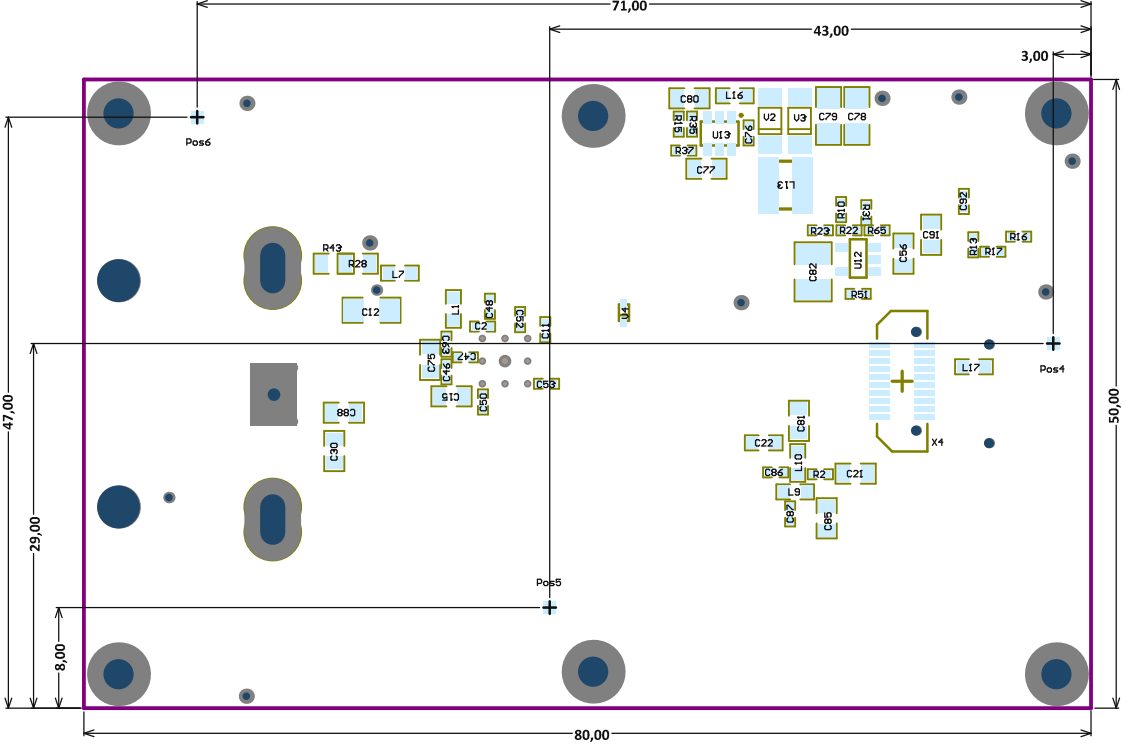 71,00
43,00
3,00
C80
L16
V2
V3
C79
C78
R15
R35
U13
C76
Pos6
R37
C77
L13
C92
R10
R31
R23
R22
R65
C91
R13
R16
R17
C56
U12
C82
R51
R43
R28
L7
C12
L1
C48
C2
C52
C11
U4
C63
C75
C47
C46
C53
C15
C50
Pos4
L17
C88
C30
C81
C22
L10
X4
C86
R2
C21
L9
C87
C85
Pos5
47,00
29,00
8,00
50,00
80,00